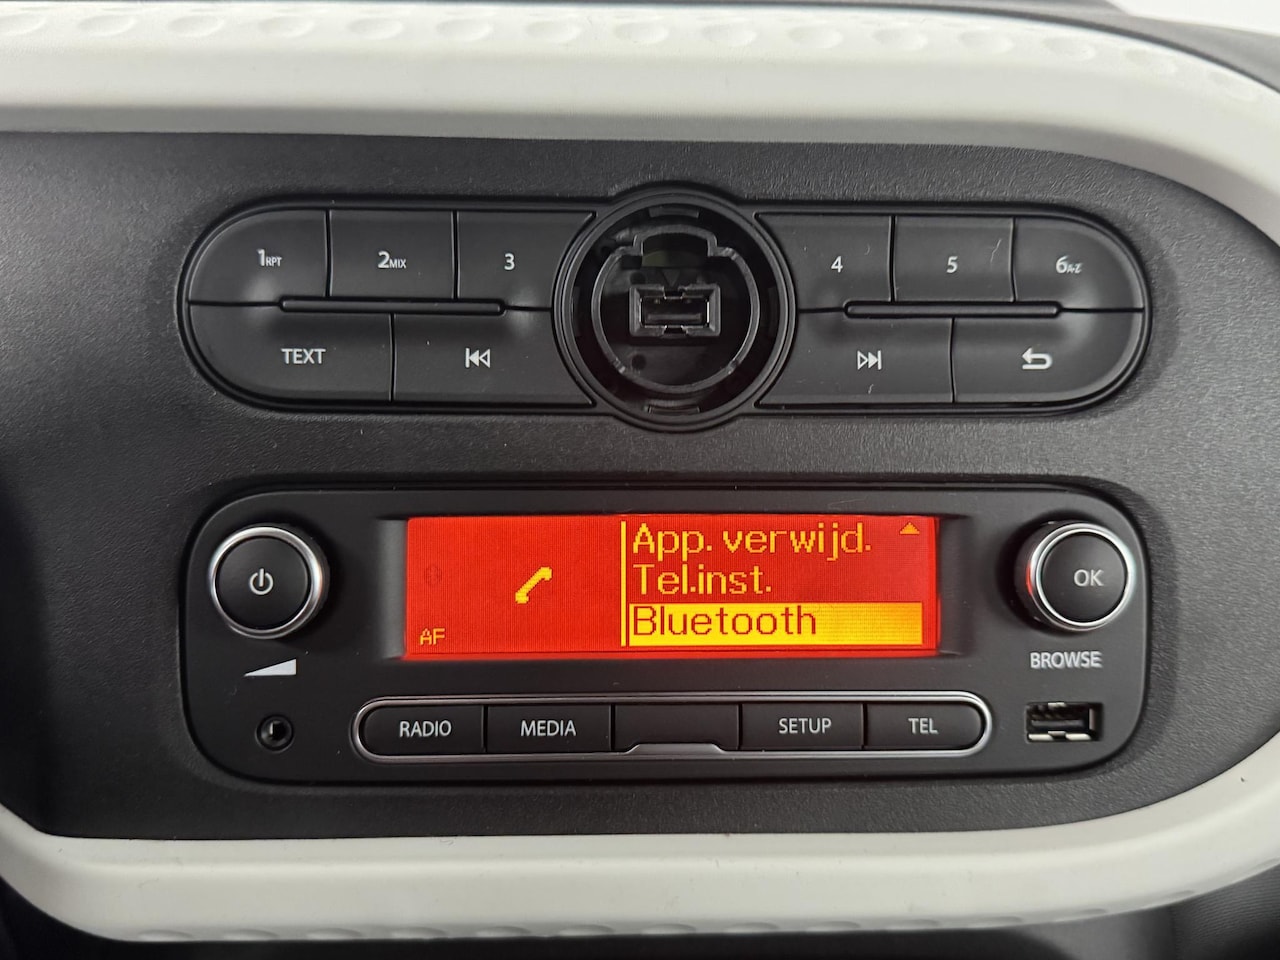 1RPT 2MIX 3 4 5 6A-Z
TEXT
App. verwijd.
Tel.inst.
Bluetooth
AF
OK
BROWSE
RADIO MEDIA SETUP TEL